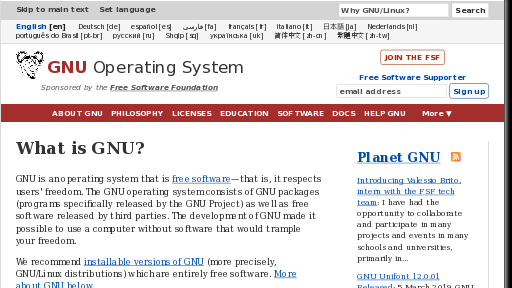 Skip to main text   Set language   Why GNU/Linux?   Search
English [en]   Deutsch [de]   español [es]   فارسی [fa]   français [fr]   italiano [it]   日本語 [ja]   Nederlands [nl]
português do Brasil [pt-br]   русский [ru]   Shqip [sq]   українська [uk]   简体中文 [zh-cn]   繁體中文 [zh-tw]
JOIN THE FSF
GNU Operating System
Free Software Supporter
Sponsored by the Free Software Foundation
email address   Sign up
ABOUT GNU   PHILOSOPHY   LICENSES   EDUCATION   SOFTWARE   DOCS   HELP GNU   More ▼
What is GNU?
GNU is an operating system that is free software—that is, it respects
users' freedom. The GNU operating system consists of GNU packages
(programs specifically released by the GNU Project) as well as free
software released by third parties. The development of GNU made it
possible to use a computer without software that would trample
your freedom.
We recommend installable versions of GNU (more precisely,
GNU/Linux distributions) which are entirely free software. More
about GNU below.
Planet GNU
Introducing Valessio Brito,
intern with the FSF tech
team: I have had the
opportunity to collaborate
and participate in many
projects and events in many
schools and universities,
primarily in...
GNU Unifont 12.0.01
Released: 5 March 2019 GNU